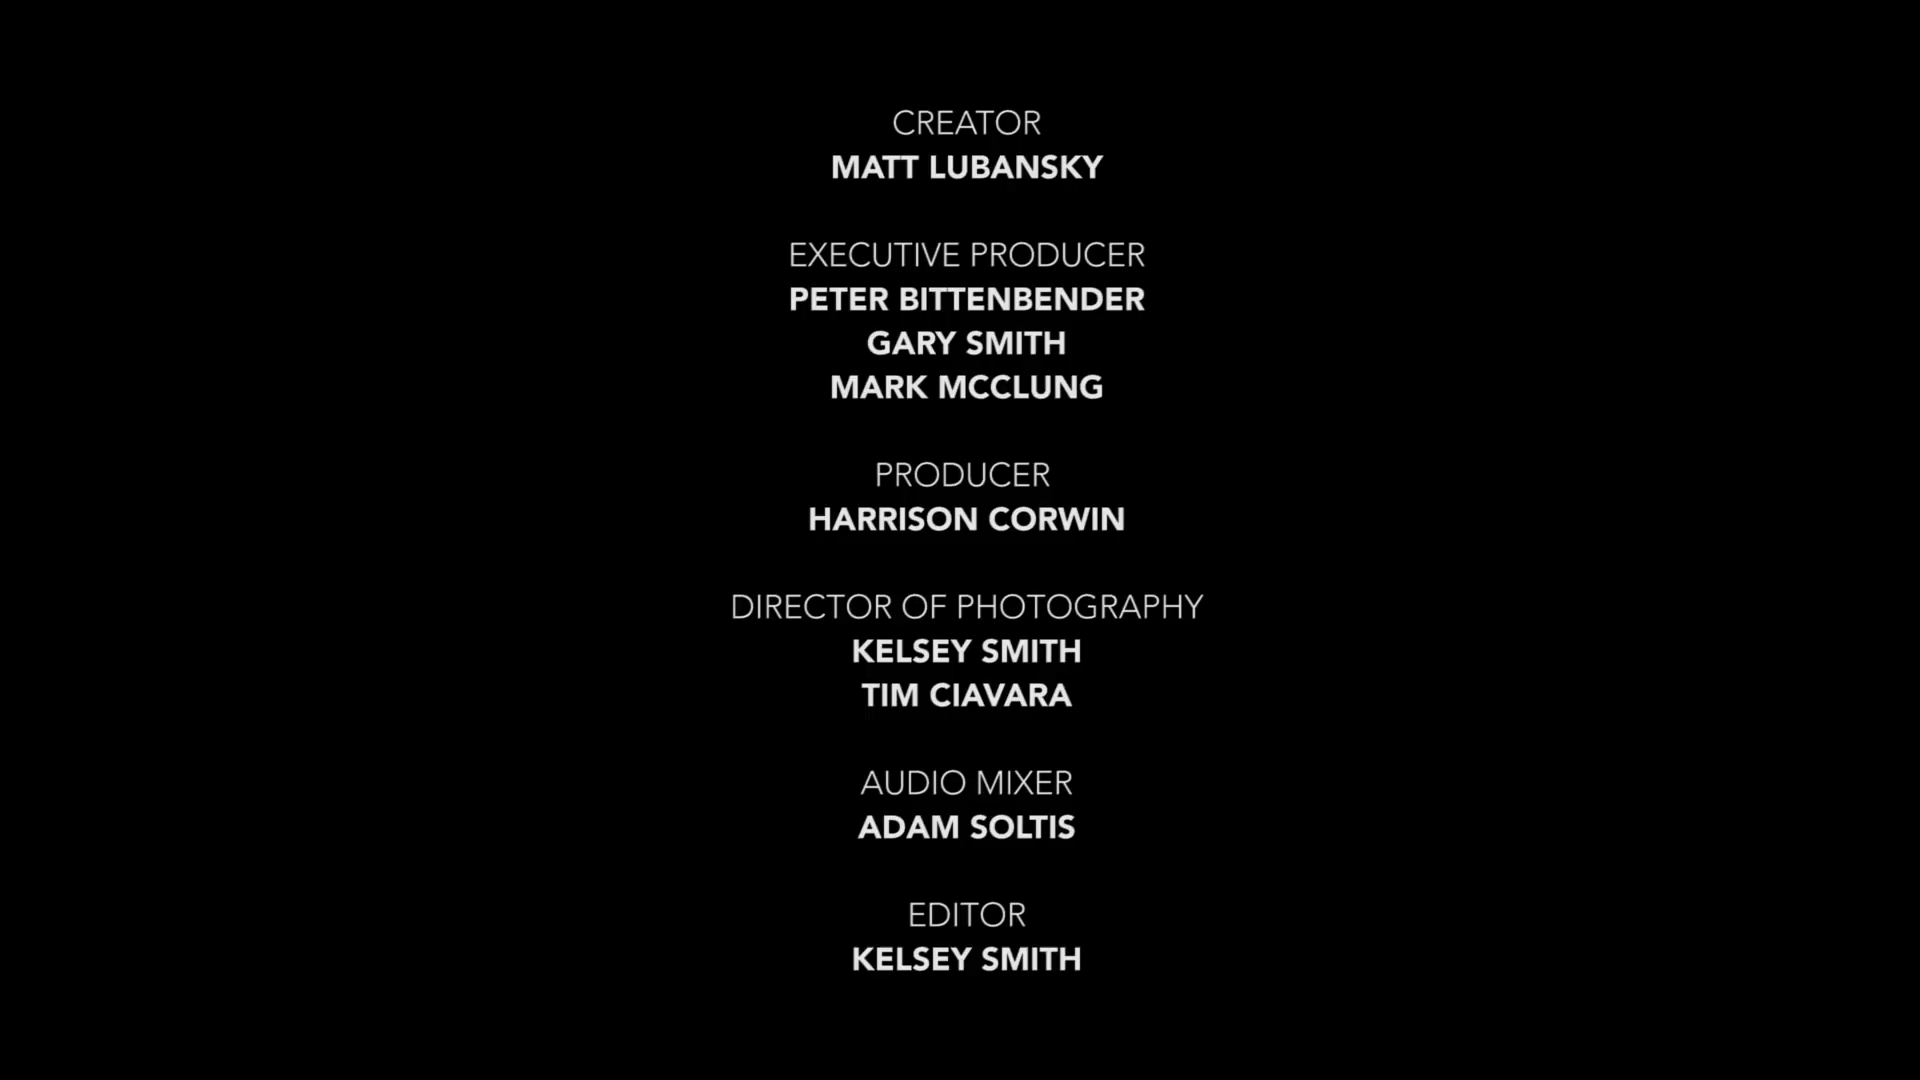 CREATOR
MATT LUBANSKY
EXECUTIVE PRODUCER
PETER BITTENBENDER
GARY SMITH
MARK MCCLUNG
PRODUCER
HARRISON CORWIN
DIRECTOR OF PHOTOGRAPHY
KELSEY SMITH
TIM CIAVARA
AUDIO MIXER
ADAM SOLTIS
EDITOR
KELSEY SMITH